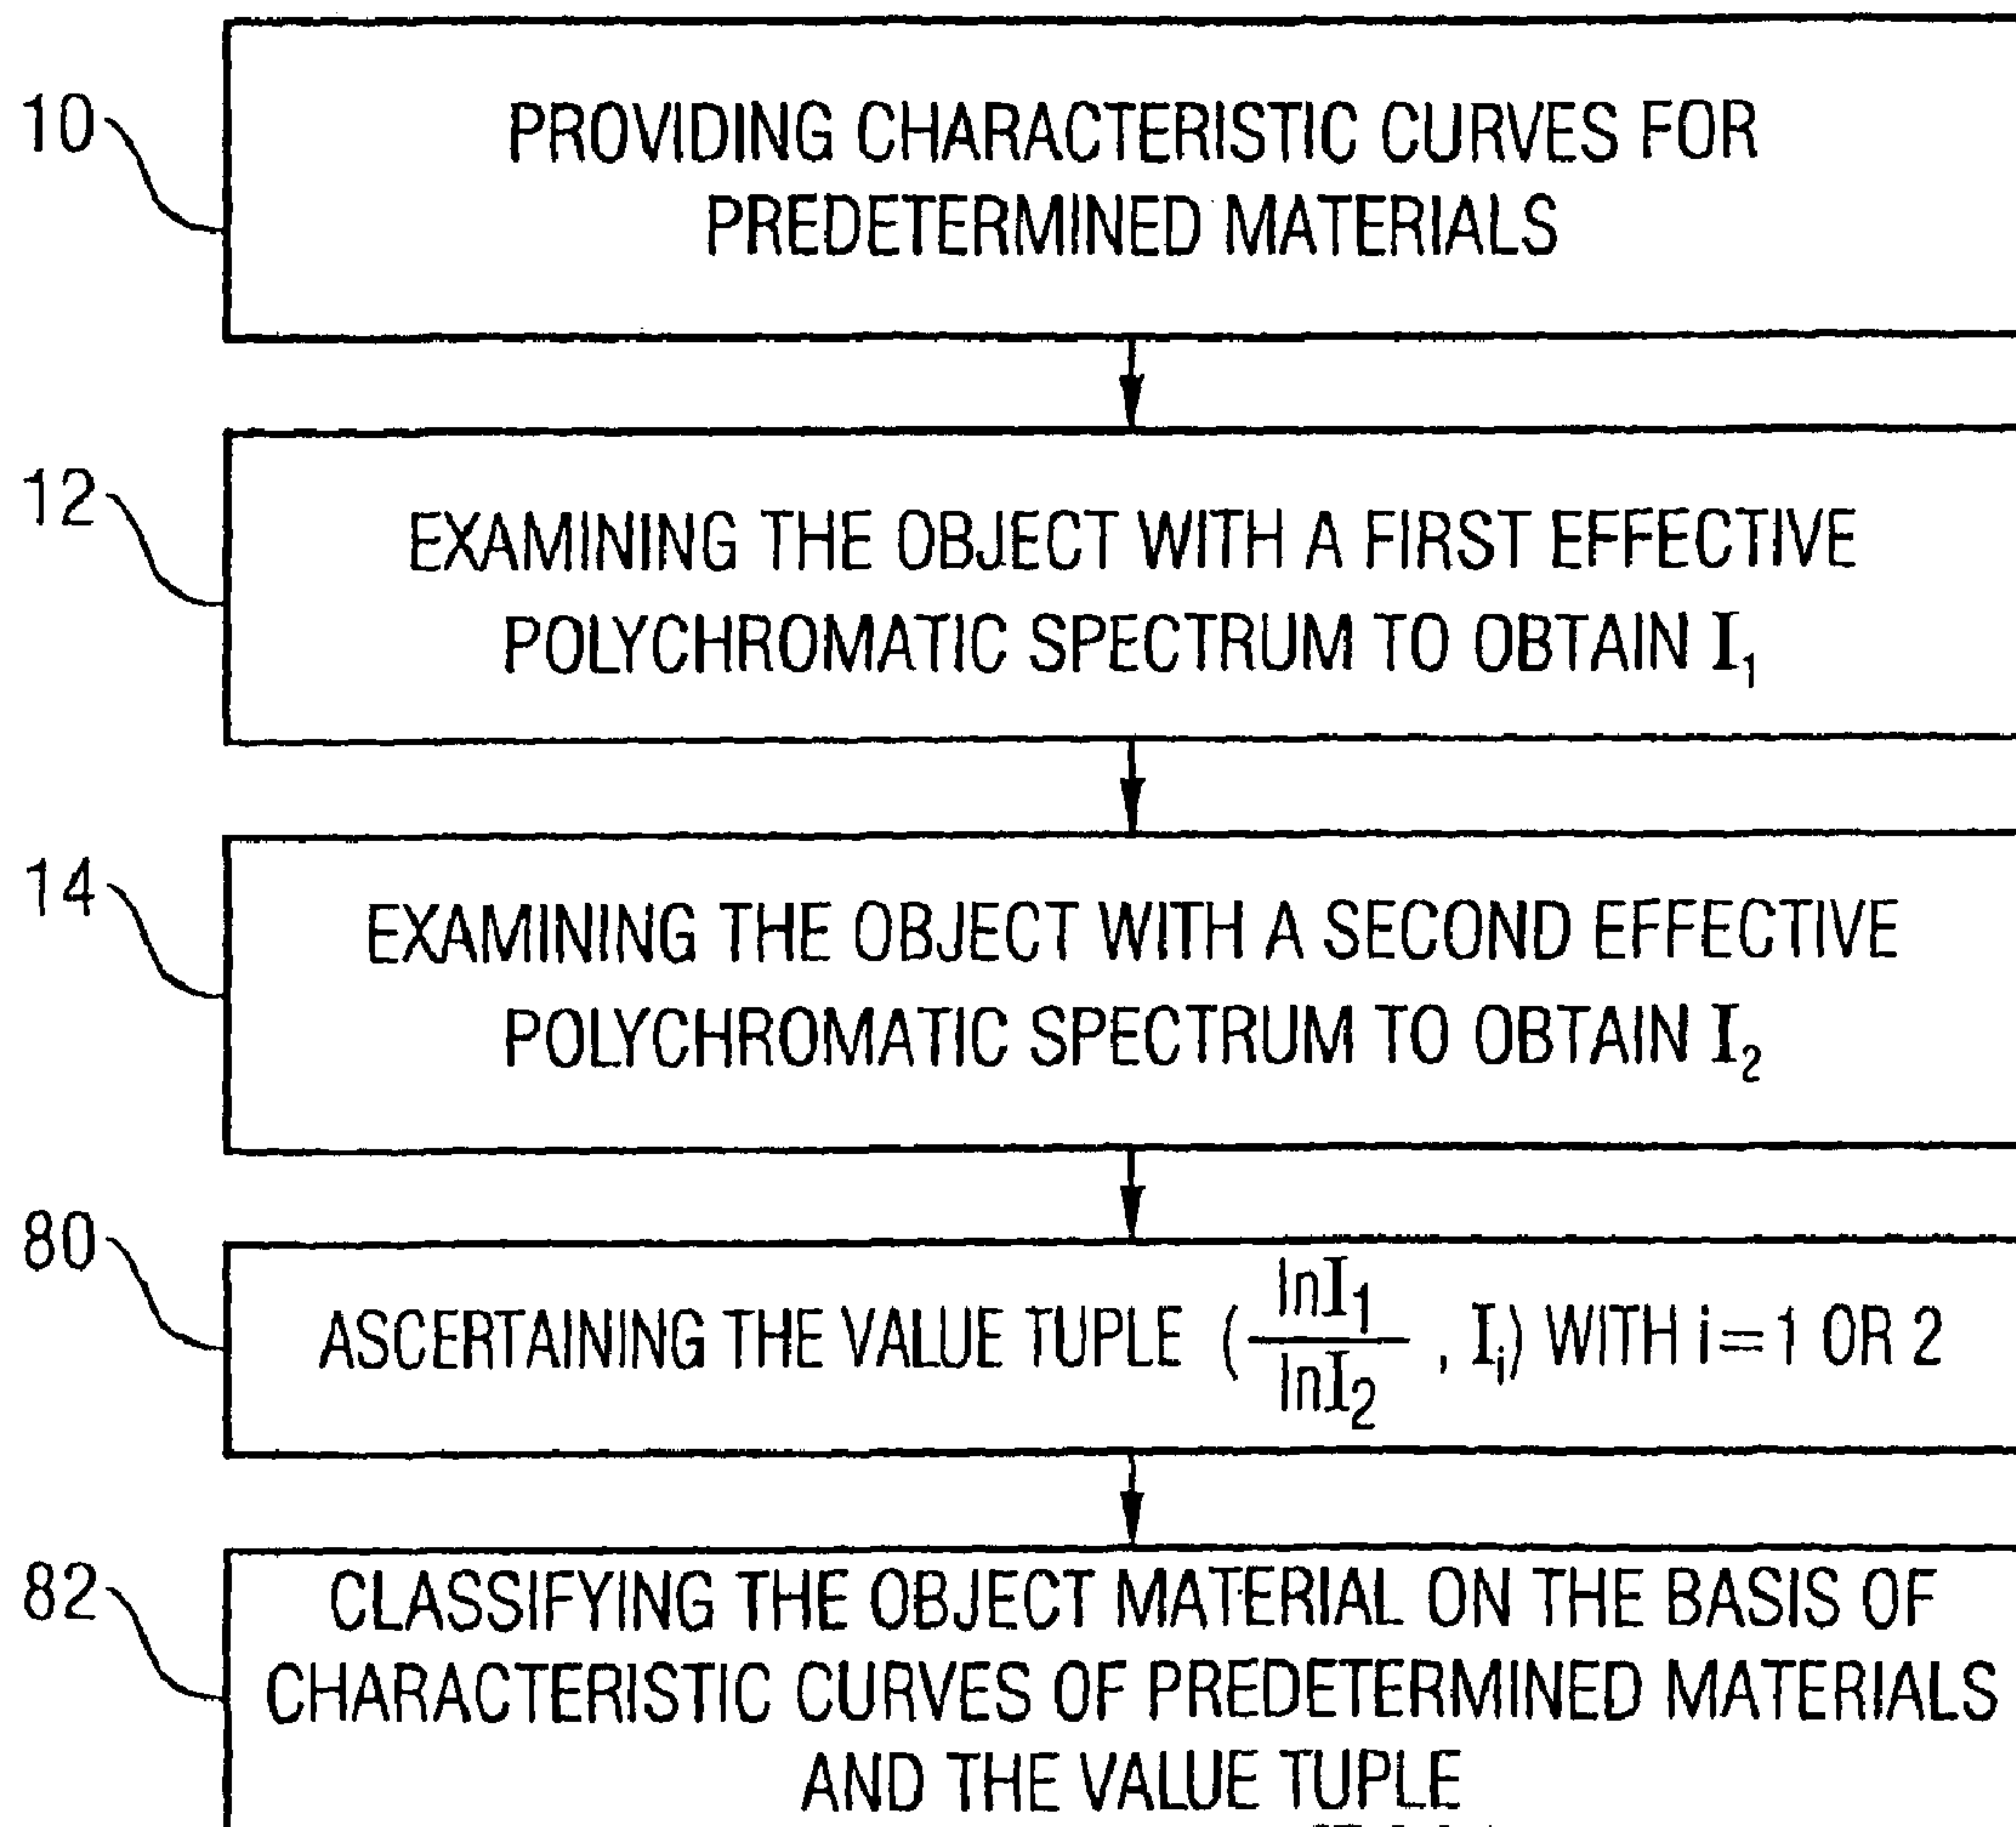 10
PROVIDING CHARACTERISTIC CURVES FOR
PREDETERMINED MATERIALS
12
EXAMINING THE OBJECT WITH A FIRST EFFECTIVE
POLYCHROMATIC SPECTRUM TO OBTAIN I₁
14
EXAMINING THE OBJECT WITH A SECOND EFFECTIVE
POLYCHROMATIC SPECTRUM TO OBTAIN I₂
80
ASCERTAINING THE VALUE TUPLE (lnI₁/lnI₂ , Iᵢ) WITH i=1 OR 2
82
CLASSIFYING THE OBJECT MATERIAL ON THE BASIS OF
CHARACTERISTIC CURVES OF PREDETERMINED MATERIALS
AND THE VALUE TUPLE